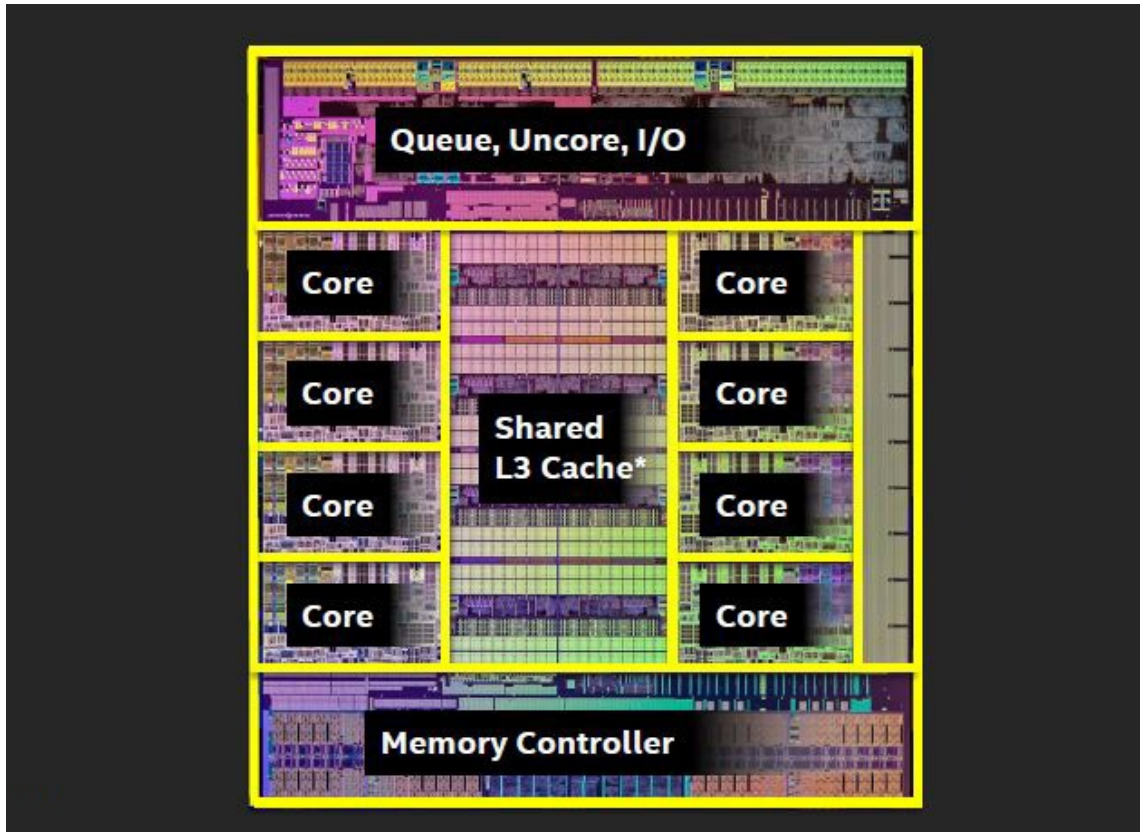 Queue, Uncore, I/O
Core
Core
Core
Core
Shared
L3 Cache*
Core
Core
Core
Core
Memory Controller